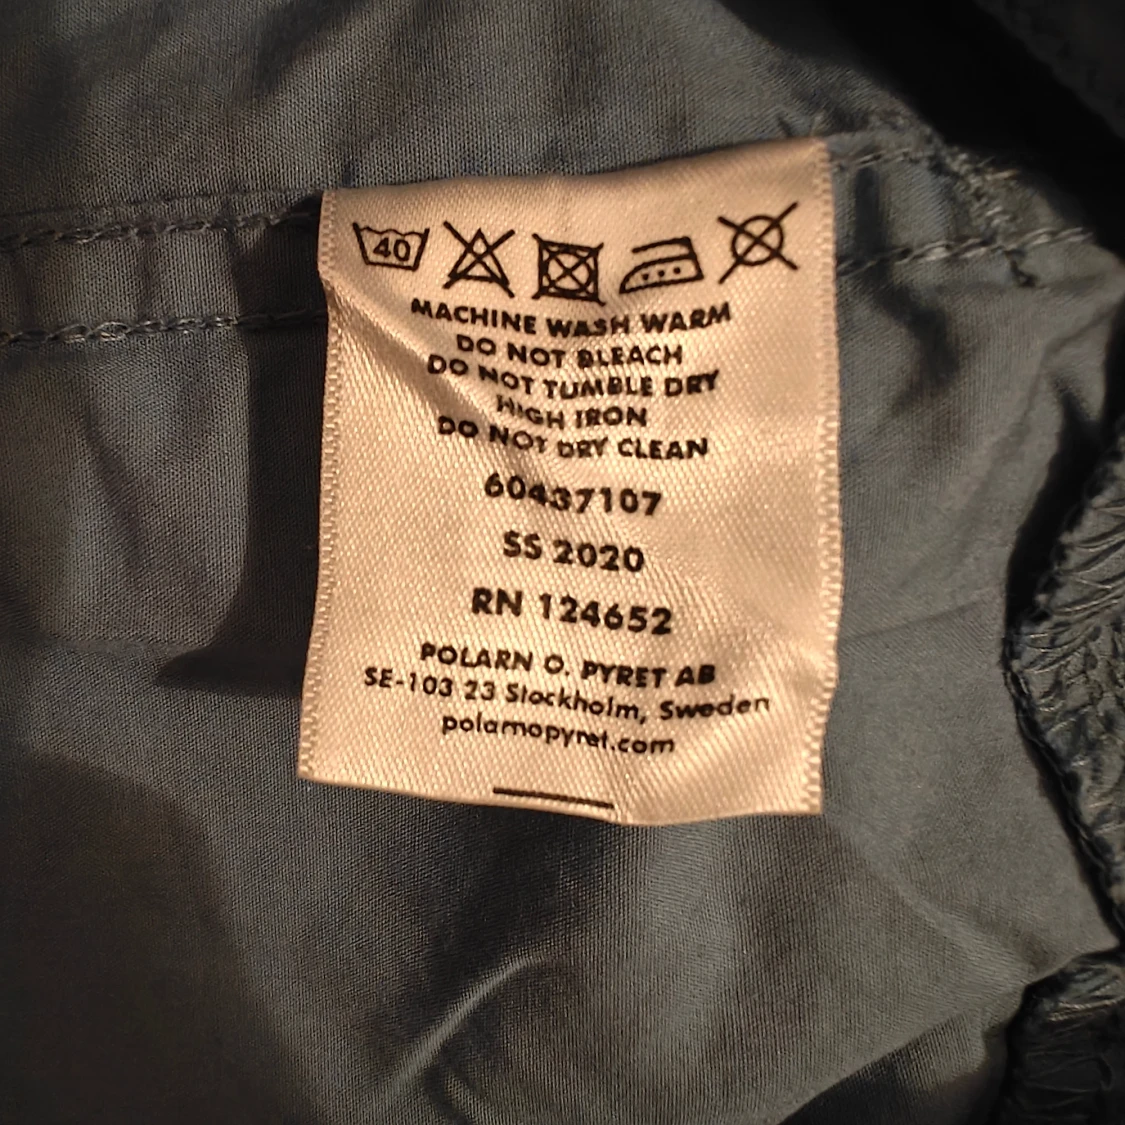 40
MACHINE WASH WARM
DO NOT BLEACH
DO NOT TUMBLE DRY
HIGH IRON
DO NOT DRY CLEAN
60437107
SS 2020
RN 124652
POLARN O. PYRET AB
SE-103 23 Stockholm, Sweden
polarnopyret.com